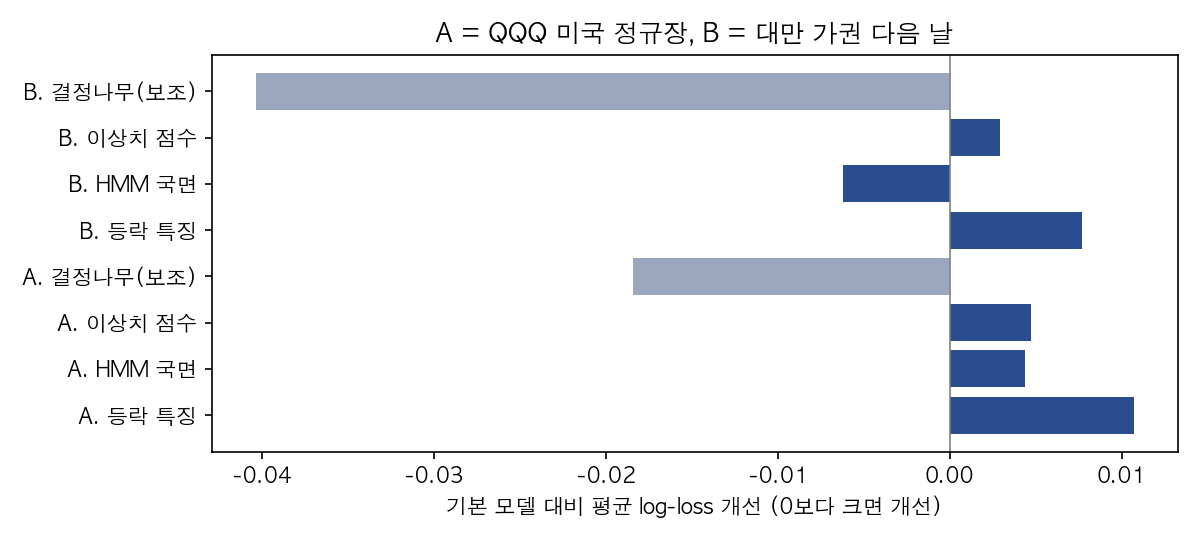 A = QQQ 미국 정규장, B = 대만 가권 다음 날
B. 결정나무(보조)
B. 이상치 점수
B. HMM 국면
B. 등락 특징
A. 결정나무(보조)
A. 이상치 점수
A. HMM 국면
A. 등락 특징
-0.04 -0.03 -0.02 -0.01 0.00 0.01
기본 모델 대비 평균 log-loss 개선 (0보다 크면 개선)